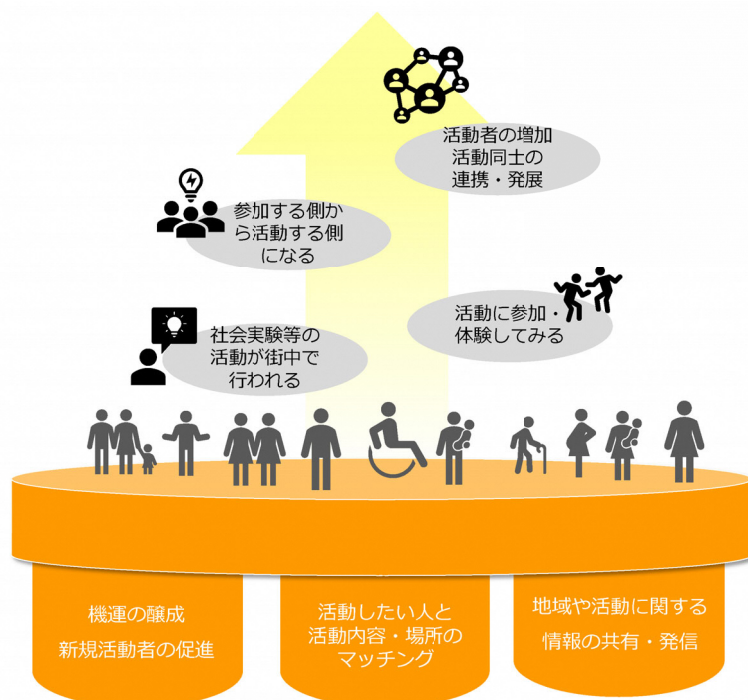 活動者の増加
活動同士の
連携・発展
参加する側か
ら活動する側
になる
活動に参加・
体験してみる
社会実験等の
活動が街中で
行われる
機運の醸成
新規活動者の促進
活動したい人と
活動内容・場所の
マッチング
地域や活動に関する
情報の共有・発信